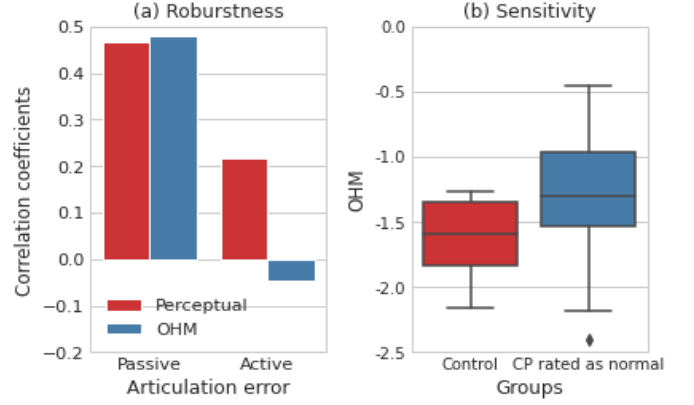 (a) Roburstness
Correlation coefficients
0.5
0.4
0.3
0.2
0.1
0.0
−0.1
−0.2
Perceptual
OHM
Passive
Active
Articulation error
(b) Sensitivity
OHM
0.0
-0.5
-1.0
-1.5
-2.0
-2.5
Control
CP rated as normal
Groups